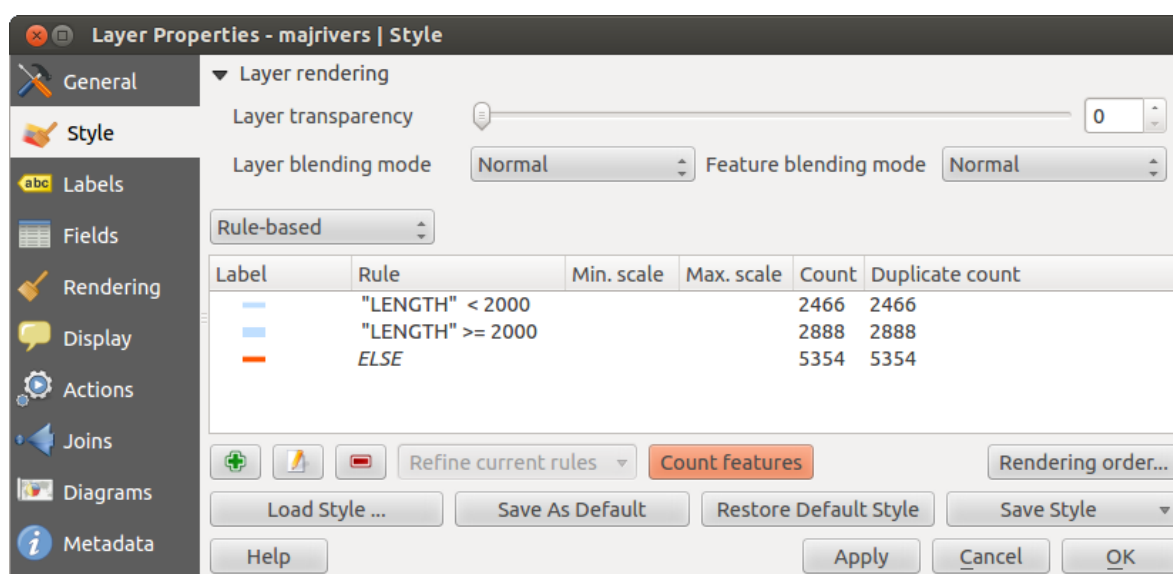 Layer Properties - majrivers | Style
General
Style
abc Labels
Fields
Rendering
Display
Actions
Joins
Diagrams
Metadata
Layer rendering
Layer transparency 0
Layer blending mode Normal Feature blending mode Normal
Rule-based
Label Rule Min. scale Max. scale Count Duplicate count
"LENGTH" < 2000 2466 2466
"LENGTH" >= 2000 2888 2888
ELSE 5354 5354
Refine current rules Count features Rendering order...
Load Style ... Save As Default Restore Default Style Save Style
Help Apply Cancel OK